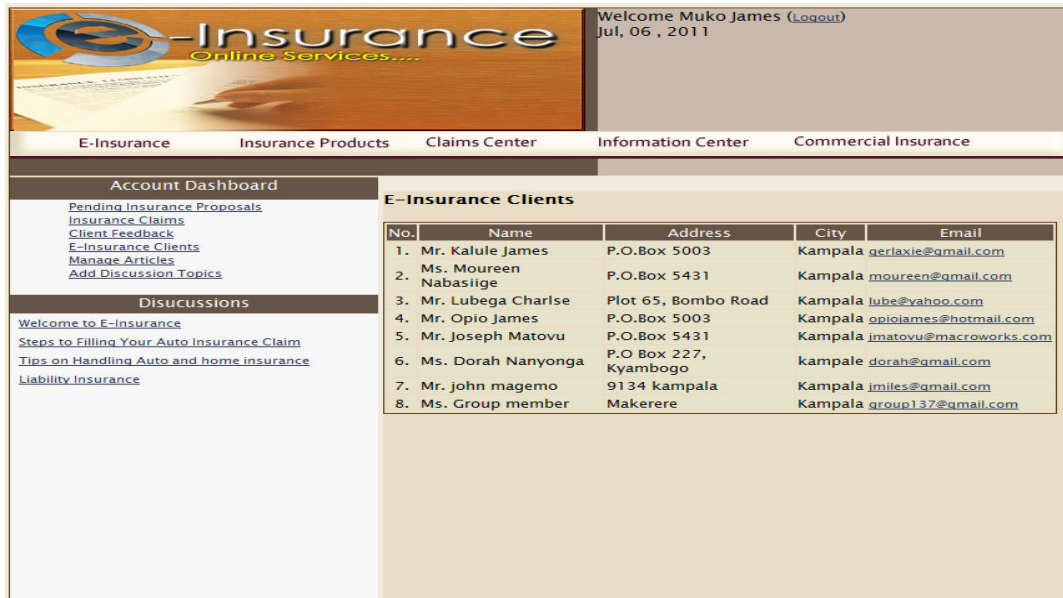 e-Insurance
Online Services....
Welcome Muko James (Logout)
Jul, 06 , 2011
E-Insurance Insurance Products Claims Center Information Center Commercial Insurance
Account Dashboard
Pending Insurance Proposals
Insurance Claims
Client Feedback
E-Insurance Clients
Manage Articles
Add Discussion Topics
Disucussions
Welcome to E-Insurance
Steps to Filling Your Auto Insurance Claim
Tips on Handling Auto and home insurance
Liability Insurance
E-Insurance Clients
No. Name Address City Email
1. Mr. Kalule James P.O.Box 5003 Kampala gerlaxie@gmail.com
2. Ms. Moureen Nabasiige P.O.Box 5431 Kampala moureen@gmail.com
3. Mr. Lubega Charlse Plot 65, Bombo Road Kampala lube@yahoo.com
4. Mr. Opio James P.O.Box 5003 Kampala opiojames@hotmail.com
5. Mr. Joseph Matovu P.O.Box 5431 Kampala jmatovu@macroworks.com
6. Ms. Dorah Nanyonga P.O Box 227, Kyambogo kampale dorah@gmail.com
7. Mr. john magemo 9134 kampala Kampala jmiles@gmail.com
8. Ms. Group member Makerere Kampala group137@gmail.com